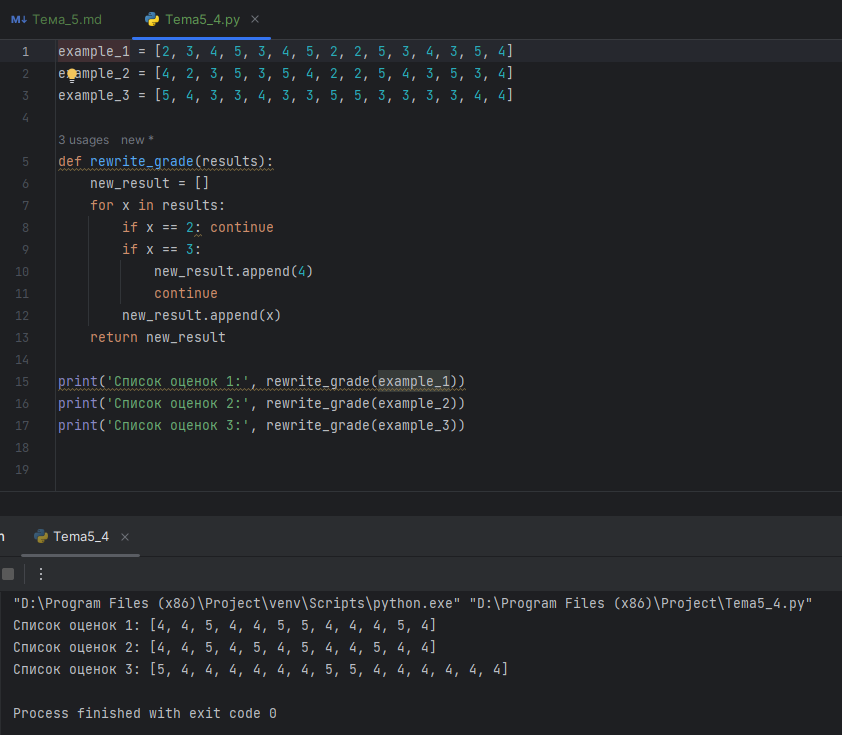 M↓ Тема_5.md Tema5_4.py ×
1 example_1 = [2, 3, 4, 5, 3, 4, 5, 2, 2, 5, 3, 4, 3, 5, 4]
2 example_2 = [4, 2, 3, 5, 3, 5, 4, 2, 2, 5, 4, 3, 5, 3, 4]
3 example_3 = [5, 4, 3, 3, 4, 3, 3, 5, 5, 3, 3, 3, 3, 4, 4]
4
3 usages new *
5 def rewrite_grade(results):
6 new_result = []
7 for x in results:
8 if x == 2: continue
9 if x == 3:
10 new_result.append(4)
11 continue
12 new_result.append(x)
13 return new_result
14
15 print('Список оценок 1:', rewrite_grade(example_1))
16 print('Список оценок 2:', rewrite_grade(example_2))
17 print('Список оценок 3:', rewrite_grade(example_3))
18
19
n Tema5_4 ×
"D:\Program Files (x86)\Project\venv\Scripts\python.exe" "D:\Program Files (x86)\Project\Tema5_4.py"
Список оценок 1: [4, 4, 5, 4, 4, 5, 5, 4, 4, 4, 5, 4]
Список оценок 2: [4, 4, 5, 4, 5, 4, 5, 4, 4, 5, 4, 4]
Список оценок 3: [5, 4, 4, 4, 4, 4, 4, 5, 5, 4, 4, 4, 4, 4, 4]
Process finished with exit code 0